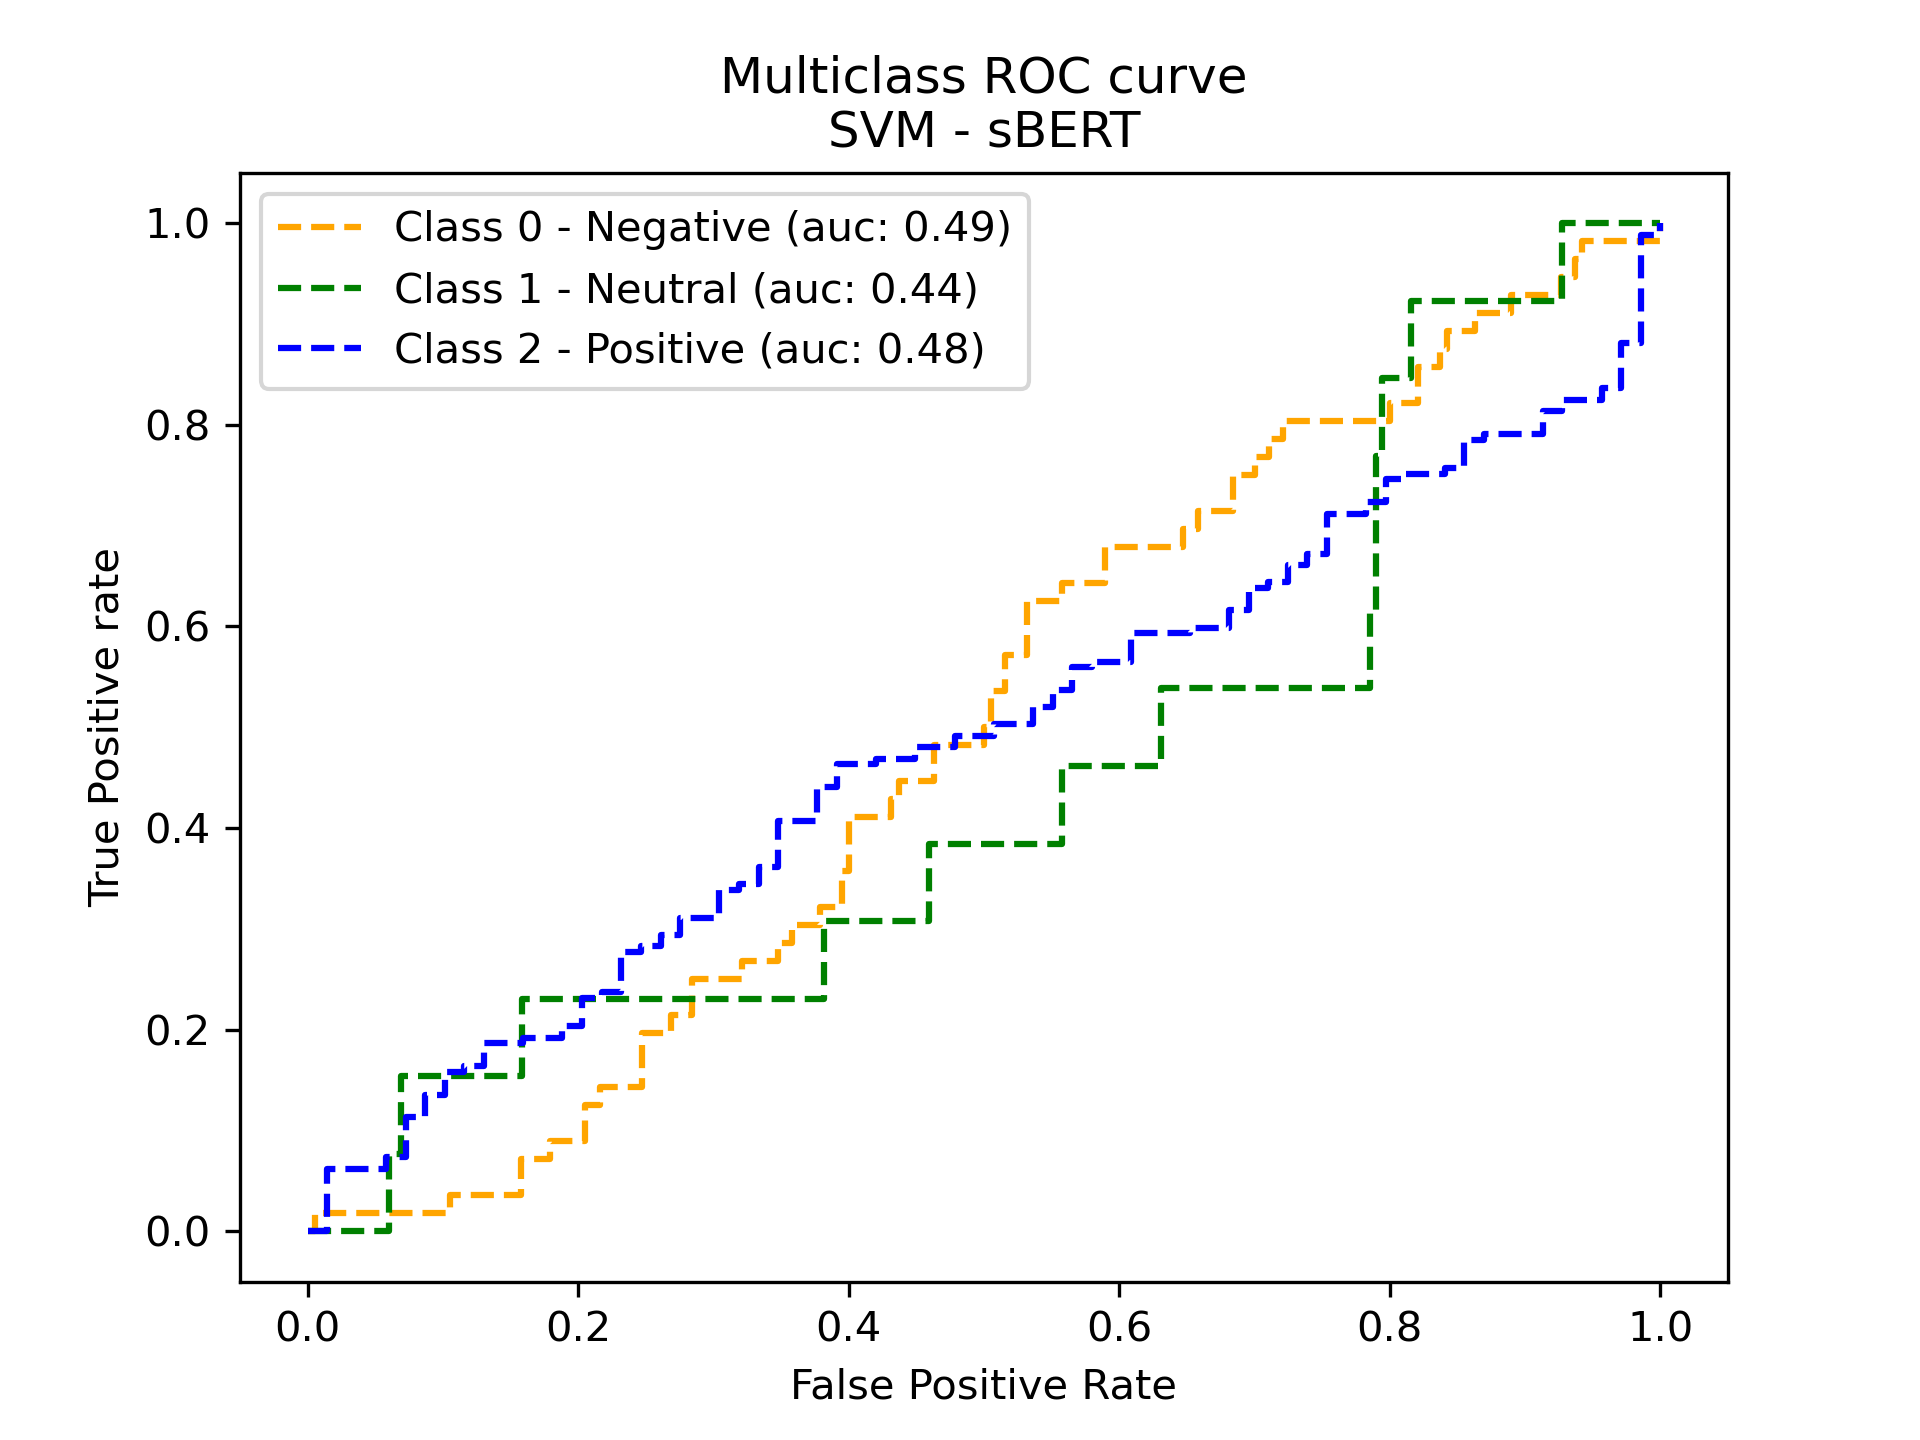 Multiclass ROC curve
SVM - sBERT
Class 0 - Negative (auc: 0.49)
Class 1 - Neutral (auc: 0.44)
Class 2 - Positive (auc: 0.48)
True Positive rate
1.0
0.8
0.6
0.4
0.2
0.0
0.0 0.2 0.4 0.6 0.8 1.0
False Positive Rate